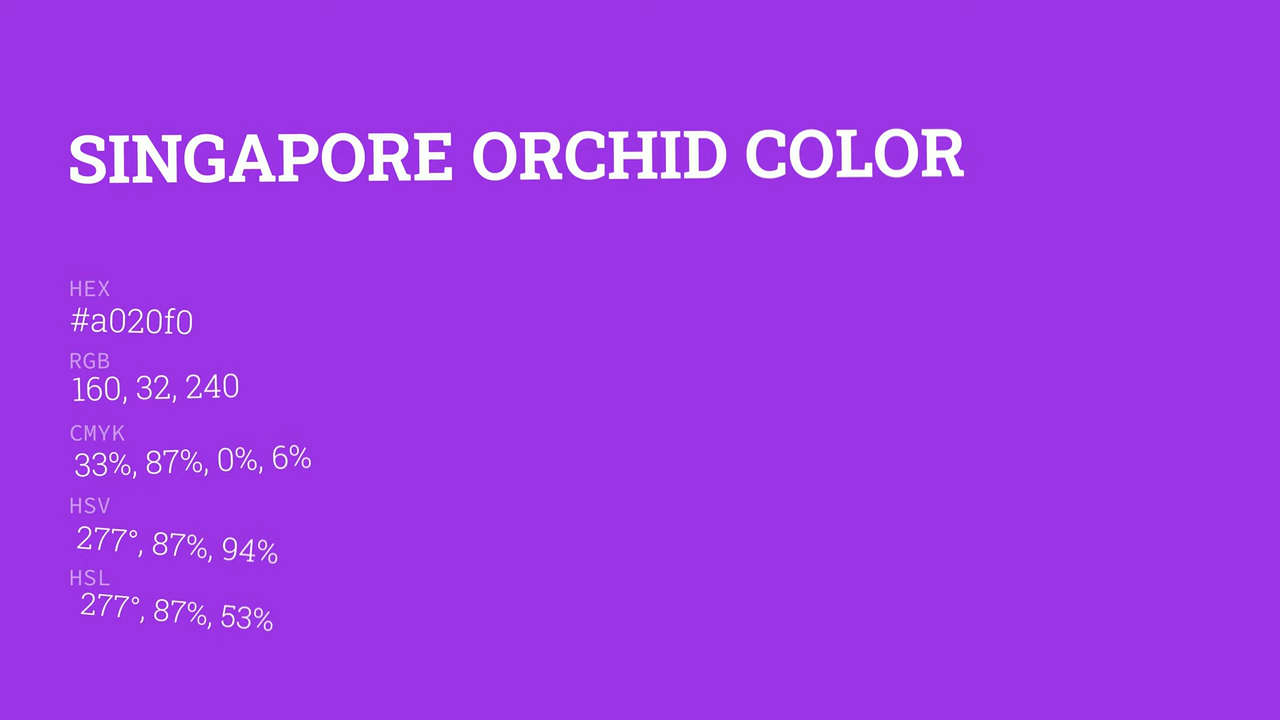 SINGAPORE ORCHID COLOR
HEX
#a020f0
RGB
160, 32, 240
CMYK
33%, 87%, 0%, 6%
HSV
277°, 87%, 94%
HSL
277°, 87%, 53%